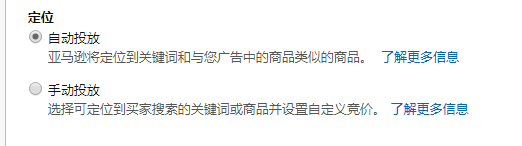 定位
自动投放
亚马逊将定位到关键词和与您广告中的商品类似的商品。 了解更多信息
手动投放
选择可定位到买家搜索的关键词或商品并设置自定义竞价。 了解更多信息